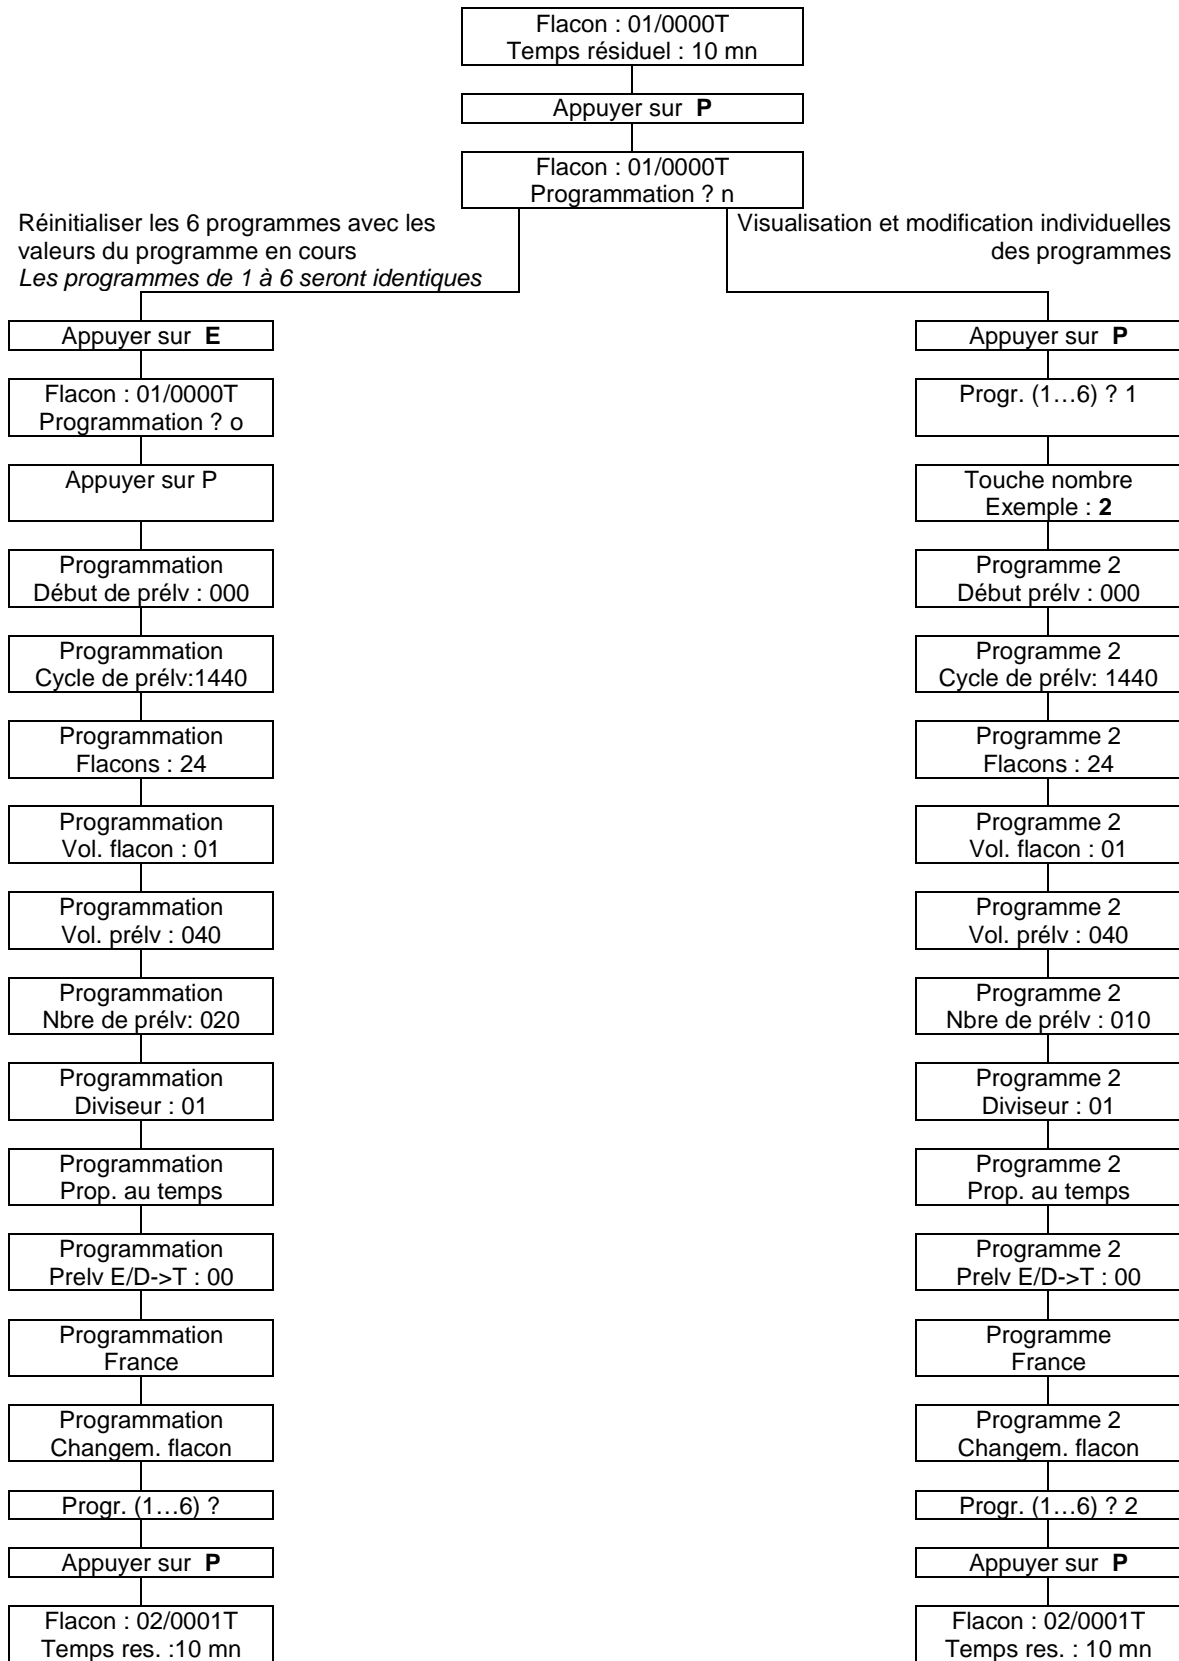 Flacon : 01/0000T
Temps résiduel : 10 mn
Appuyer sur P
Flacon : 01/0000T
Programmation ? n
Réinitialiser les 6 programmes avec les
valeurs du programme en cours
Les programmes de 1 à 6 seront identiques
Visualisation et modification individuelles
des programmes
Appuyer sur E
Flacon : 01/0000T
Programmation ? o
Appuyer sur P
Programmation
Début de prélv : 000
Programmation
Cycle de prélv:1440
Programmation
Flacons : 24
Programmation
Vol. flacon : 01
Programmation
Vol. prélv : 040
Programmation
Nbre de prélv: 020
Programmation
Diviseur : 01
Programmation
Prop. au temps
Programmation
Prelv E/D->T : 00
Programmation
France
Programmation
Changem. flacon
Progr. (1…6) ?
Appuyer sur P
Flacon : 02/0001T
Temps res. :10 mn
Appuyer sur P
Progr. (1…6) ? 1
Touche nombre
Exemple : 2
Programme 2
Début prélv : 000
Programme 2
Cycle de prélv: 1440
Programme 2
Flacons : 24
Programme 2
Vol. flacon : 01
Programme 2
Vol. prélv : 040
Programme 2
Nbre de prélv : 010
Programme 2
Diviseur : 01
Programme 2
Prop. au temps
Programme 2
Prelv E/D->T : 00
Programme
France
Programme 2
Changem. flacon
Progr. (1…6) ? 2
Appuyer sur P
Flacon : 02/0001T
Temps res. : 10 mn